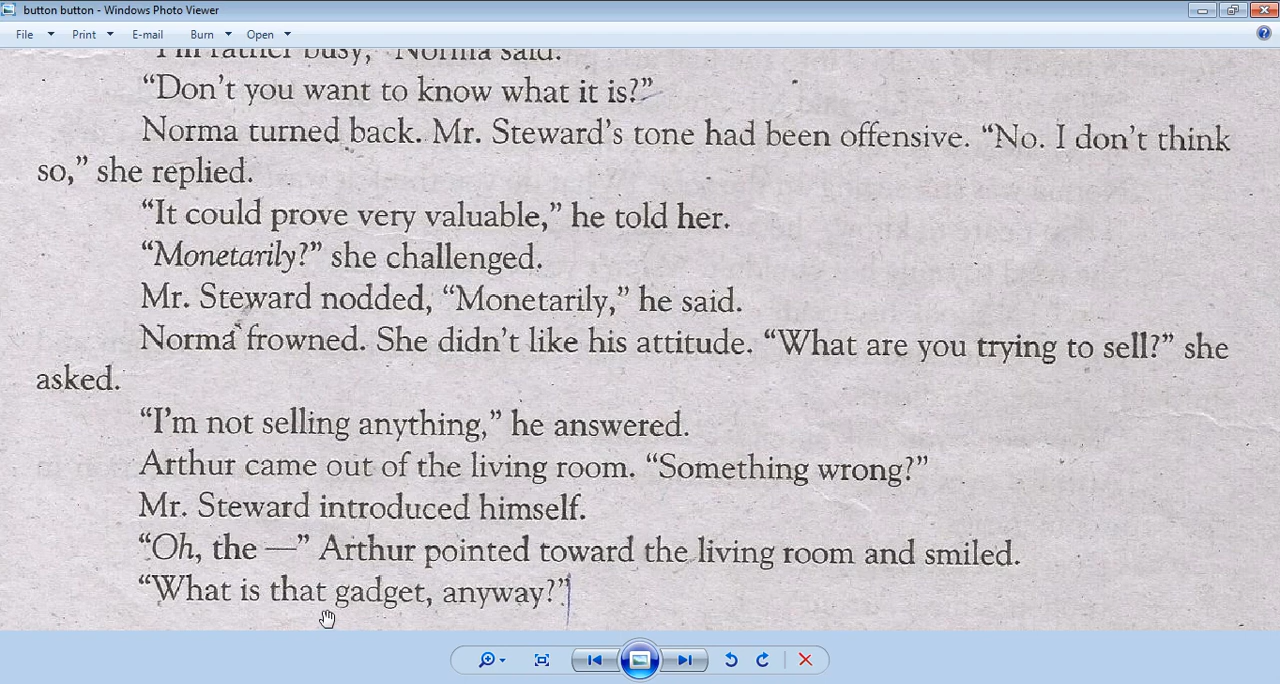 button button - Windows Photo Viewer
File Print E-mail Burn Open
"I'm rather busy," Norma said.
“Don’t you want to know what it is?”
Norma turned back. Mr. Steward’s tone had been offensive. “No. I don’t think
so,” she replied.
“It could prove very valuable,” he told her.
“Monetarily?” she challenged.
Mr. Steward nodded, “Monetarily,” he said.
Norma frowned. She didn’t like his attitude. “What are you trying to sell?” she
asked.
“I’m not selling anything,” he answered.
Arthur came out of the living room. “Something wrong?”
Mr. Steward introduced himself.
“Oh, the —” Arthur pointed toward the living room and smiled.
“What is that gadget, anyway?”